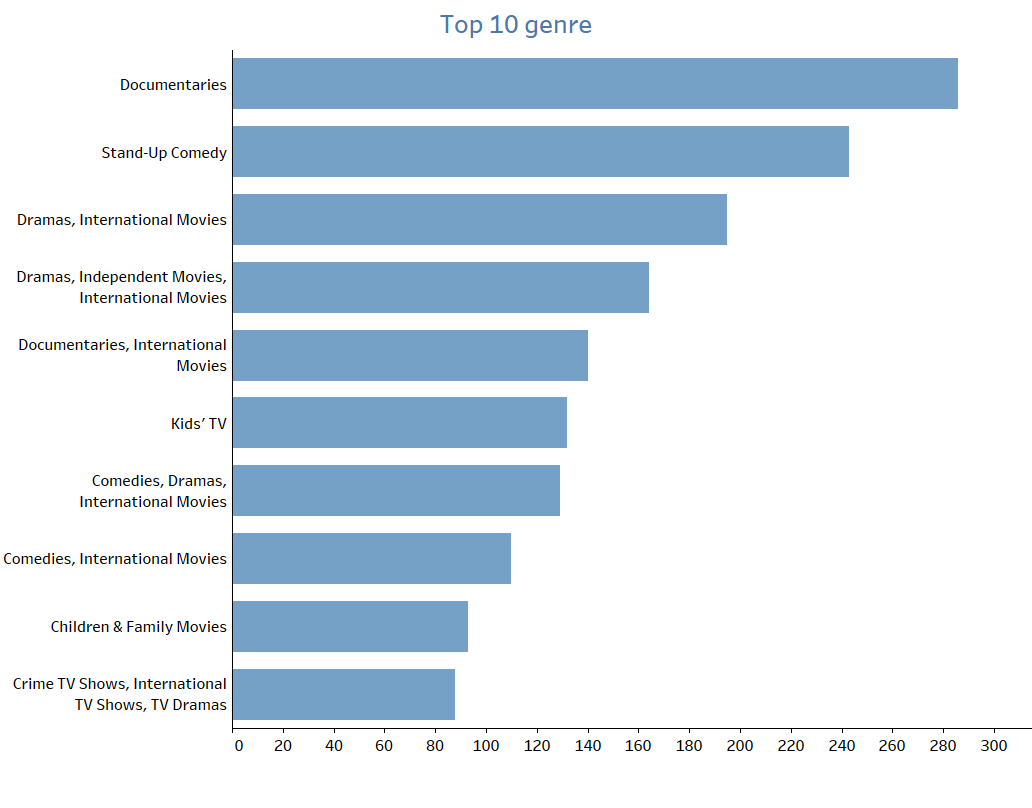 Top 10 genre
Documentaries
Stand-Up Comedy
Dramas, International Movies
Dramas, Independent Movies,
International Movies
Documentaries, International
Movies
Kids’ TV
Comedies, Dramas,
International Movies
Comedies, International Movies
Children & Family Movies
Crime TV Shows, International
TV Shows, TV Dramas
0 20 40 60 80 100 120 140 160 180 200 220 240 260 280 300